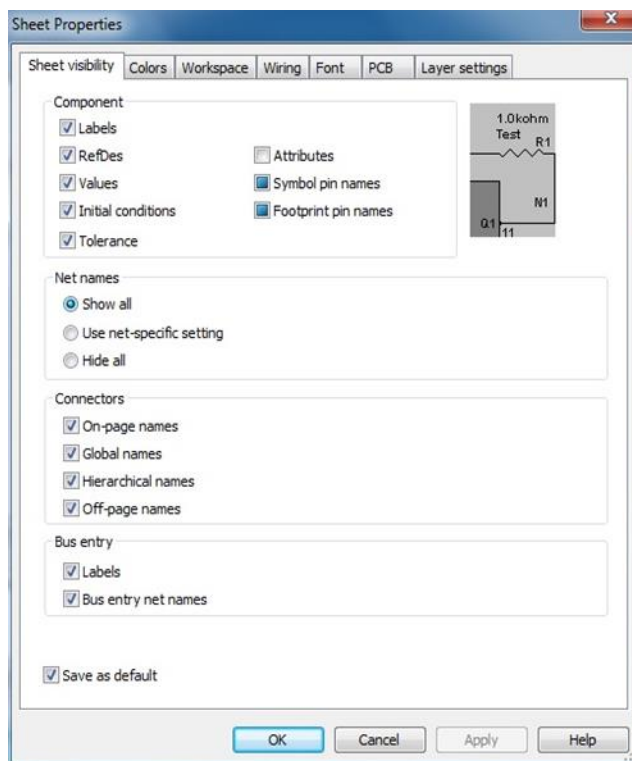 Sheet Properties
Sheet visibility Colors Workspace Wiring Font PCB Layer settings
Component
Labels
RefDes
Values
Initial conditions
Tolerance
Attributes
Symbol pin names
Footprint pin names
1.0kohm
Test
R1
N1
Q1
11
Net names
Show all
Use net-specific setting
Hide all
Connectors
On-page names
Global names
Hierarchical names
Off-page names
Bus entry
Labels
Bus entry net names
Save as default
OK Cancel Apply Help